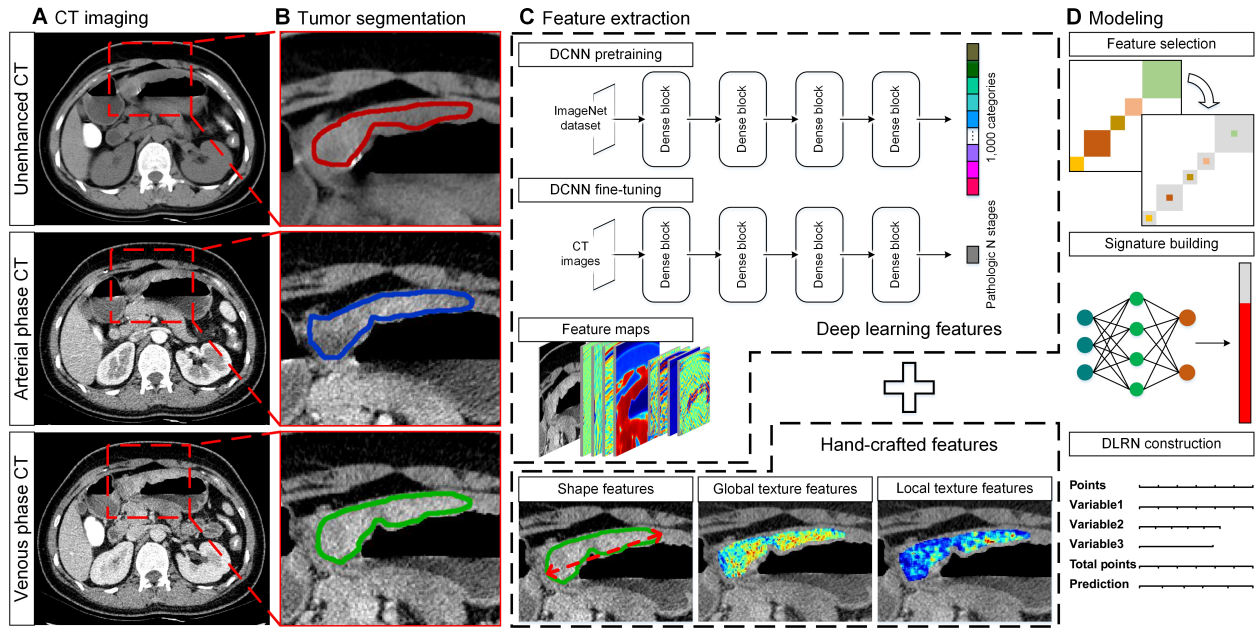 A CT imaging
Unenhanced CT
Arterial phase CT
Venous phase CT
B Tumor segmentation
C Feature extraction
DCNN pretraining
ImageNet
dataset
Dense block
Dense block
Dense block
Dense block
1,000 categories
DCNN fine-tuning
CT
images
Dense block
Dense block
Dense block
Dense block
Pathologic N stages
Feature maps
Deep learning features
Hand-crafted features
Shape features
Global texture features
Local texture features
D Modeling
Feature selection
Signature building
DLRN construction
Points
Variable1
Variable2
Variable3
Total points
Prediction